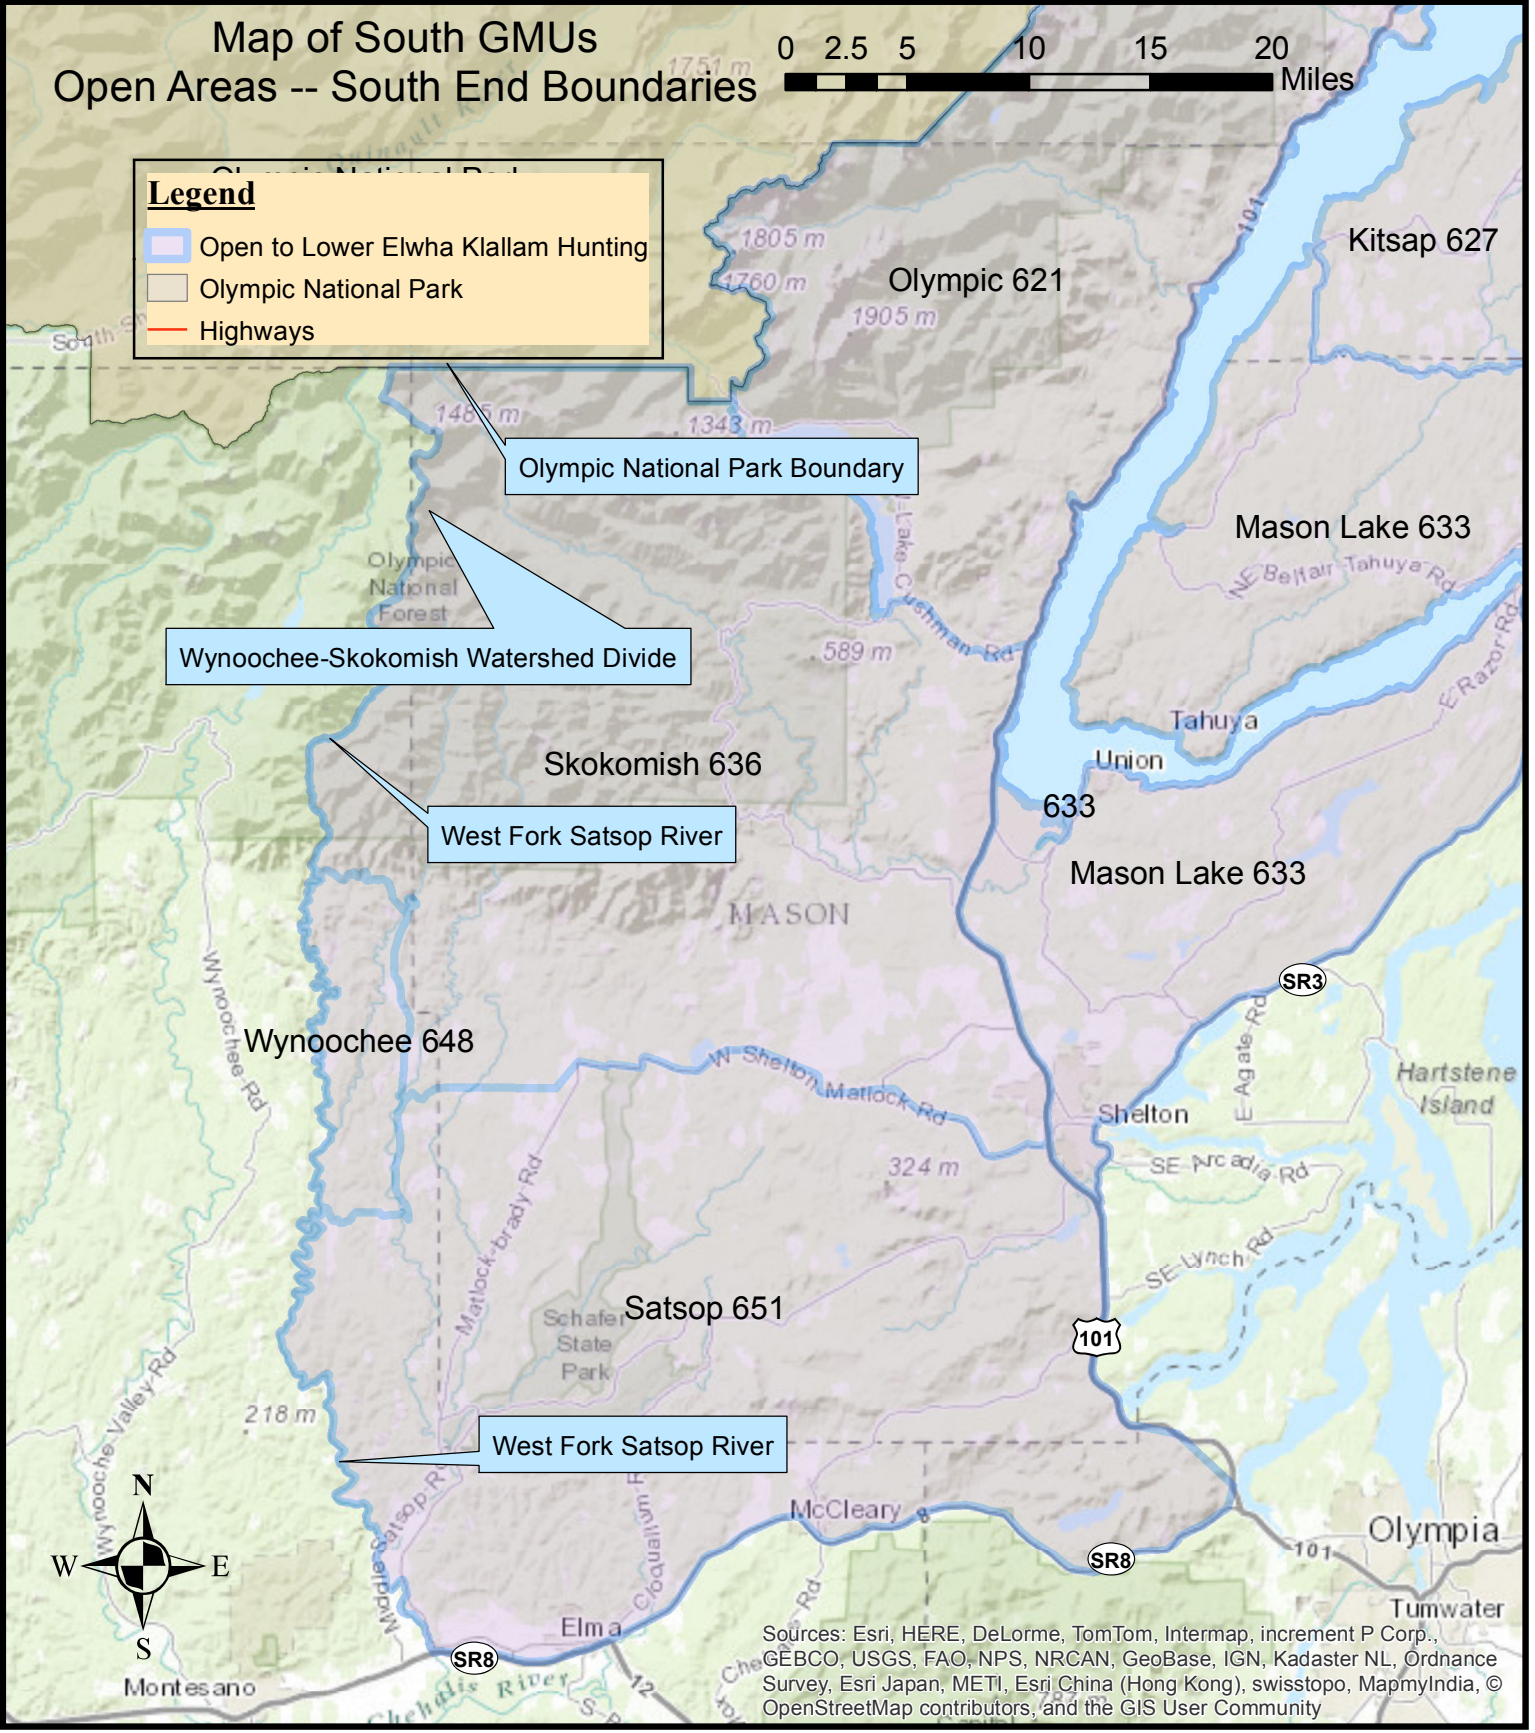 Map of South GMUs
Open Areas -- South End Boundaries
0 2.5 5 10 15 20
Miles
1751 m
Legend
Open to Lower Elwha Klallam Hunting
Olympic National Park
Highways
101
Kitsap 627
1805 m
1760 m
Olympic 621
1905 m
1485 m
1343 m
Olympic National Park Boundary
Mason Lake 633
NE Belfair Tahuya Rd
Olympic
National
Forest
Lake Cushman Rd
E Razor Rd
Wynoochee-Skokomish Watershed Divide
589 m
Tahuya
Union
Skokomish 636
633
West Fork Satsop River
Mason Lake 633
MASON
SR3
Wynoochee Rd
Wynoochee 648
W Shelton Matlock Rd
E Agate Rd
Hartstene
Island
Shelton
324 m
SE Arcadia Rd
Matlock-brady Rd
SE Lynch Rd
Satsop 651
Schafer
State
Park
101
Wynooche Valley Rd
218 m
West Fork Satsop River
N
W E
S
McCleary
8
SR8
Olympia
101
Tumwater
Elma
SR8
12
Montesano
Chehalis River
Sources: Esri, HERE, DeLorme, TomTom, Intermap, increment P Corp.,
GEBCO, USGS, FAO, NPS, NRCAN, GeoBase, IGN, Kadaster NL, Ordnance
Survey, Esri Japan, METI, Esri China (Hong Kong), swisstopo, MapmyIndia, ©
OpenStreetMap contributors, and the GIS User Community